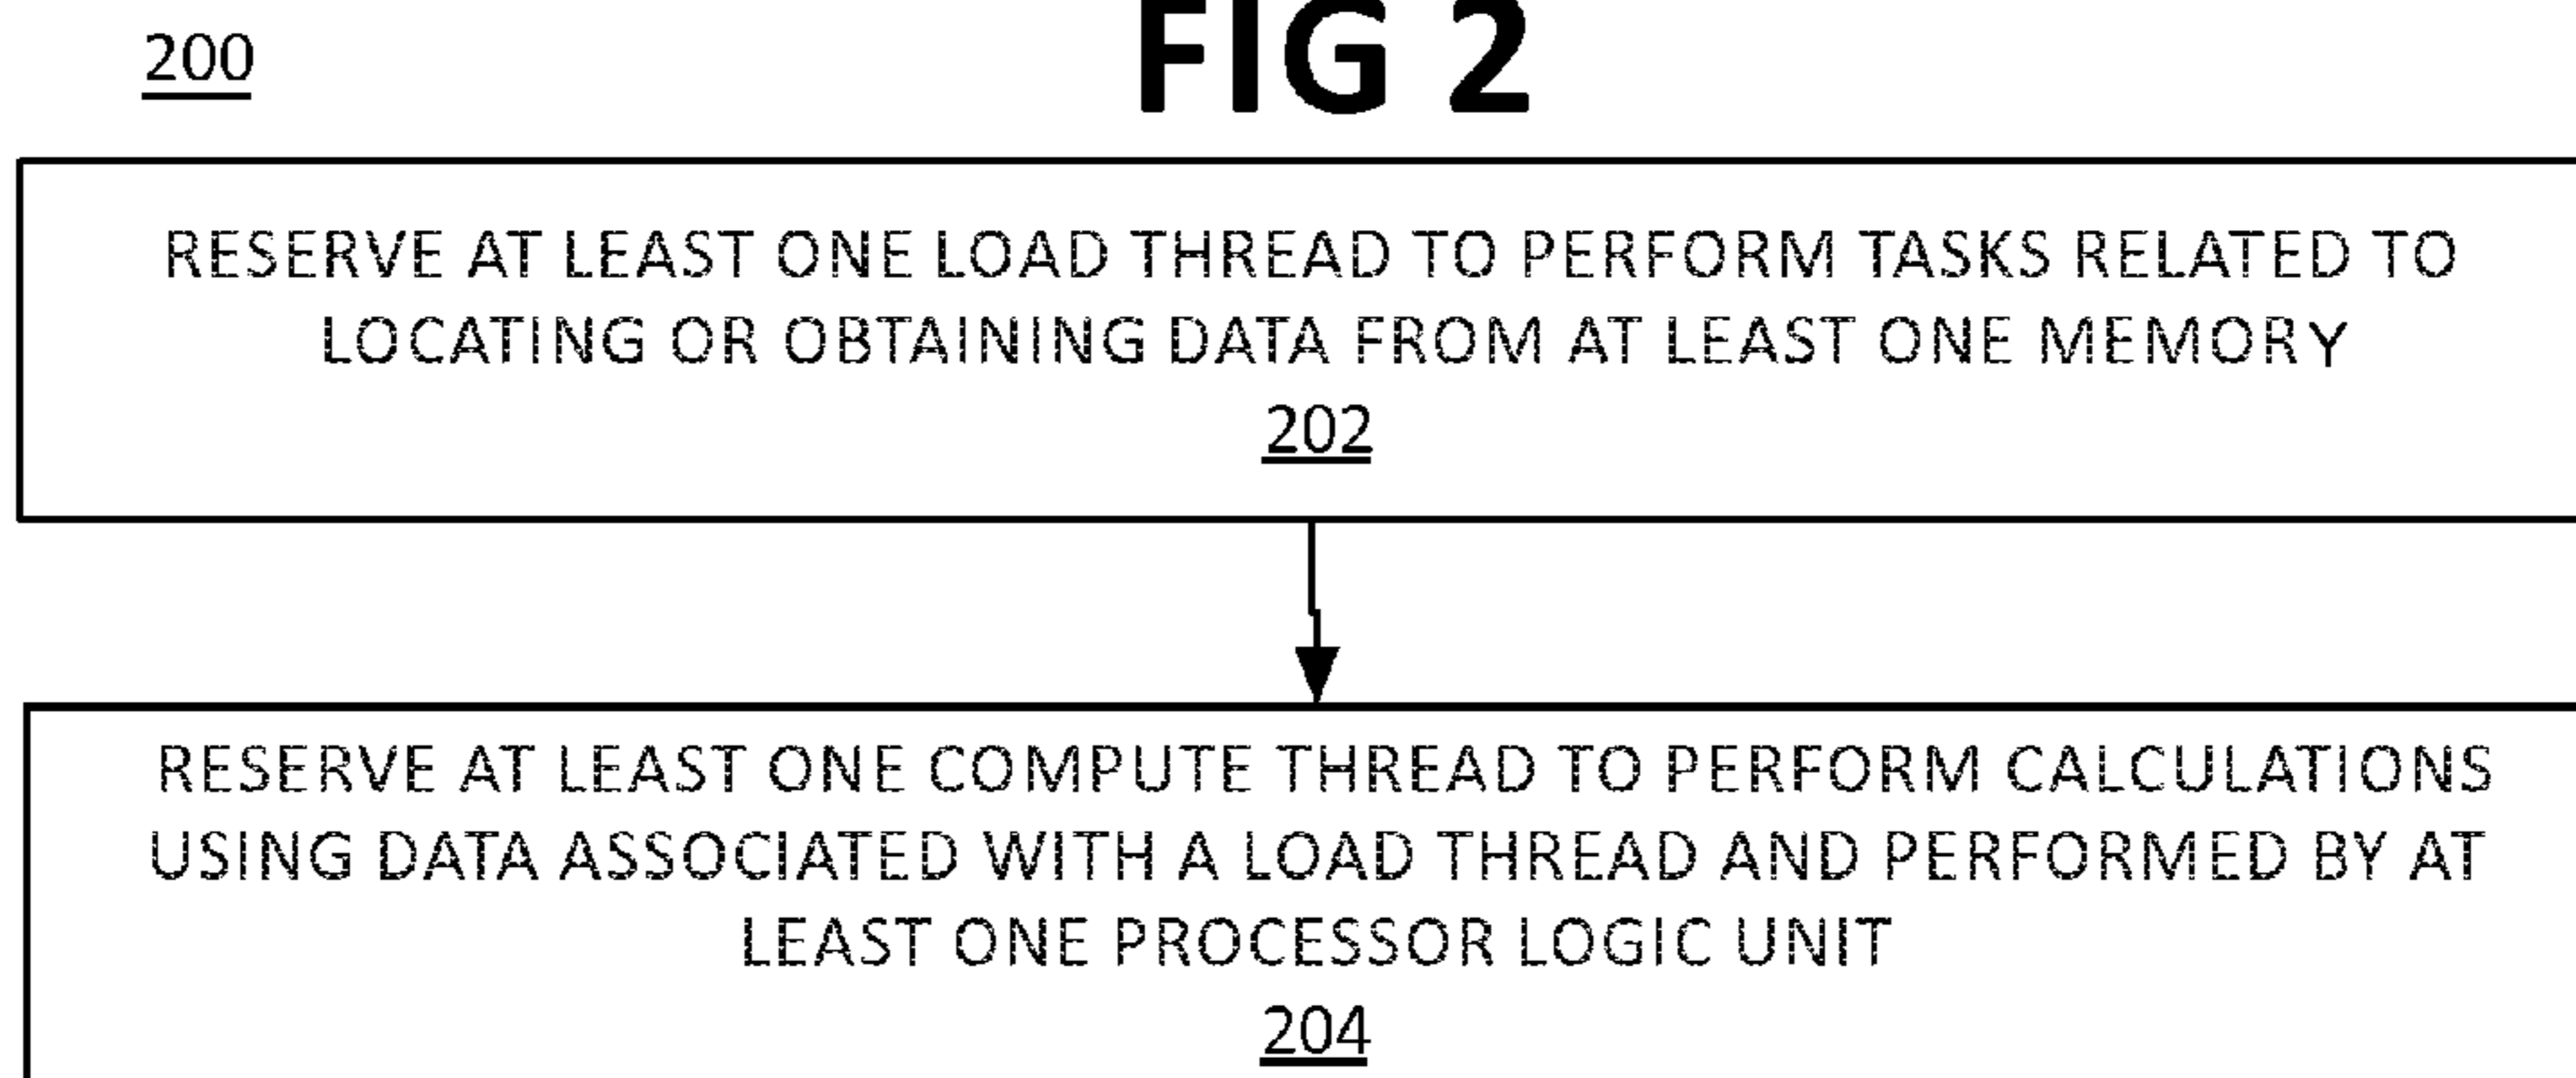 FIG 2
200
RESERVE AT LEAST ONE LOAD THREAD TO PERFORM TASKS RELATED TO
LOCATING OR OBTAINING DATA FROM AT LEAST ONE MEMORY
202
RESERVE AT LEAST ONE COMPUTE THREAD TO PERFORM CALCULATIONS
USING DATA ASSOCIATED WITH A LOAD THREAD AND PERFORMED BY AT
LEAST ONE PROCESSOR LOGIC UNIT
204